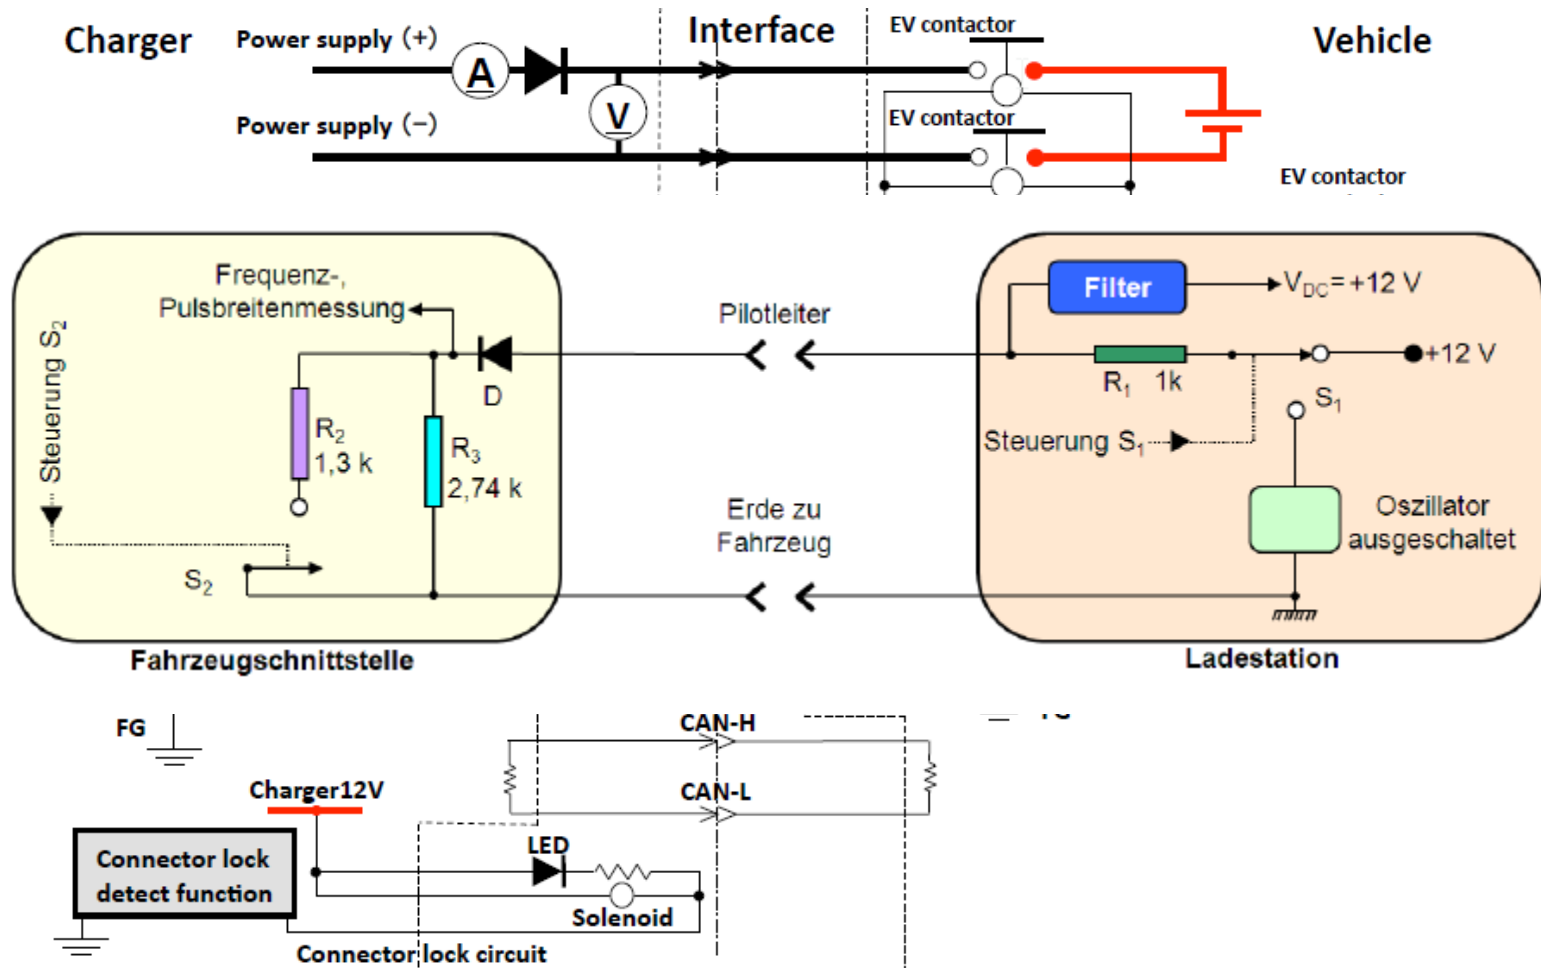 Charger
Power supply (+)
Interface
EV contactor
Vehicle
A
V
Power supply (−)
EV contactor
EV contactor
Frequenz-,
Pulsbreitenmessung
Steuerung S2
D
R2
1,3 k
R3
2,74 k
S2
Fahrzeugschnittstelle
Pilotleiter
Erde zu
Fahrzeug
Filter
VDC= +12 V
R1 1k
+12 V
S1
Steuerung S1
Oszillator
ausgeschaltet
Ladestation
FG
CAN-H
CAN-L
Charger12V
Connector lock
detect function
LED
Solenoid
Connector lock circuit